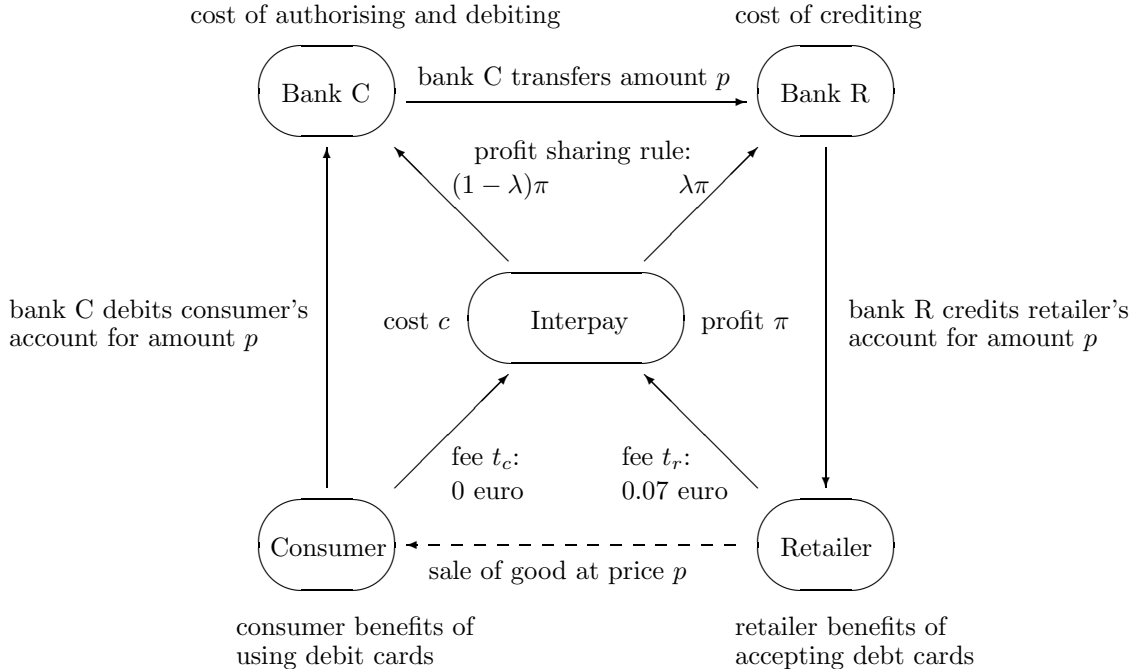 cost of authorising and debiting
cost of crediting
Bank C
bank C transfers amount p
Bank R
profit sharing rule:
(1 − λ)π
λπ
bank C debits consumer's
account for amount p
cost c
Interpay
profit π
bank R credits retailer's
account for amount p
fee t_c:
0 euro
fee t_r:
0.07 euro
Consumer
Retailer
sale of good at price p
consumer benefits of
using debit cards
retailer benefits of
accepting debt cards